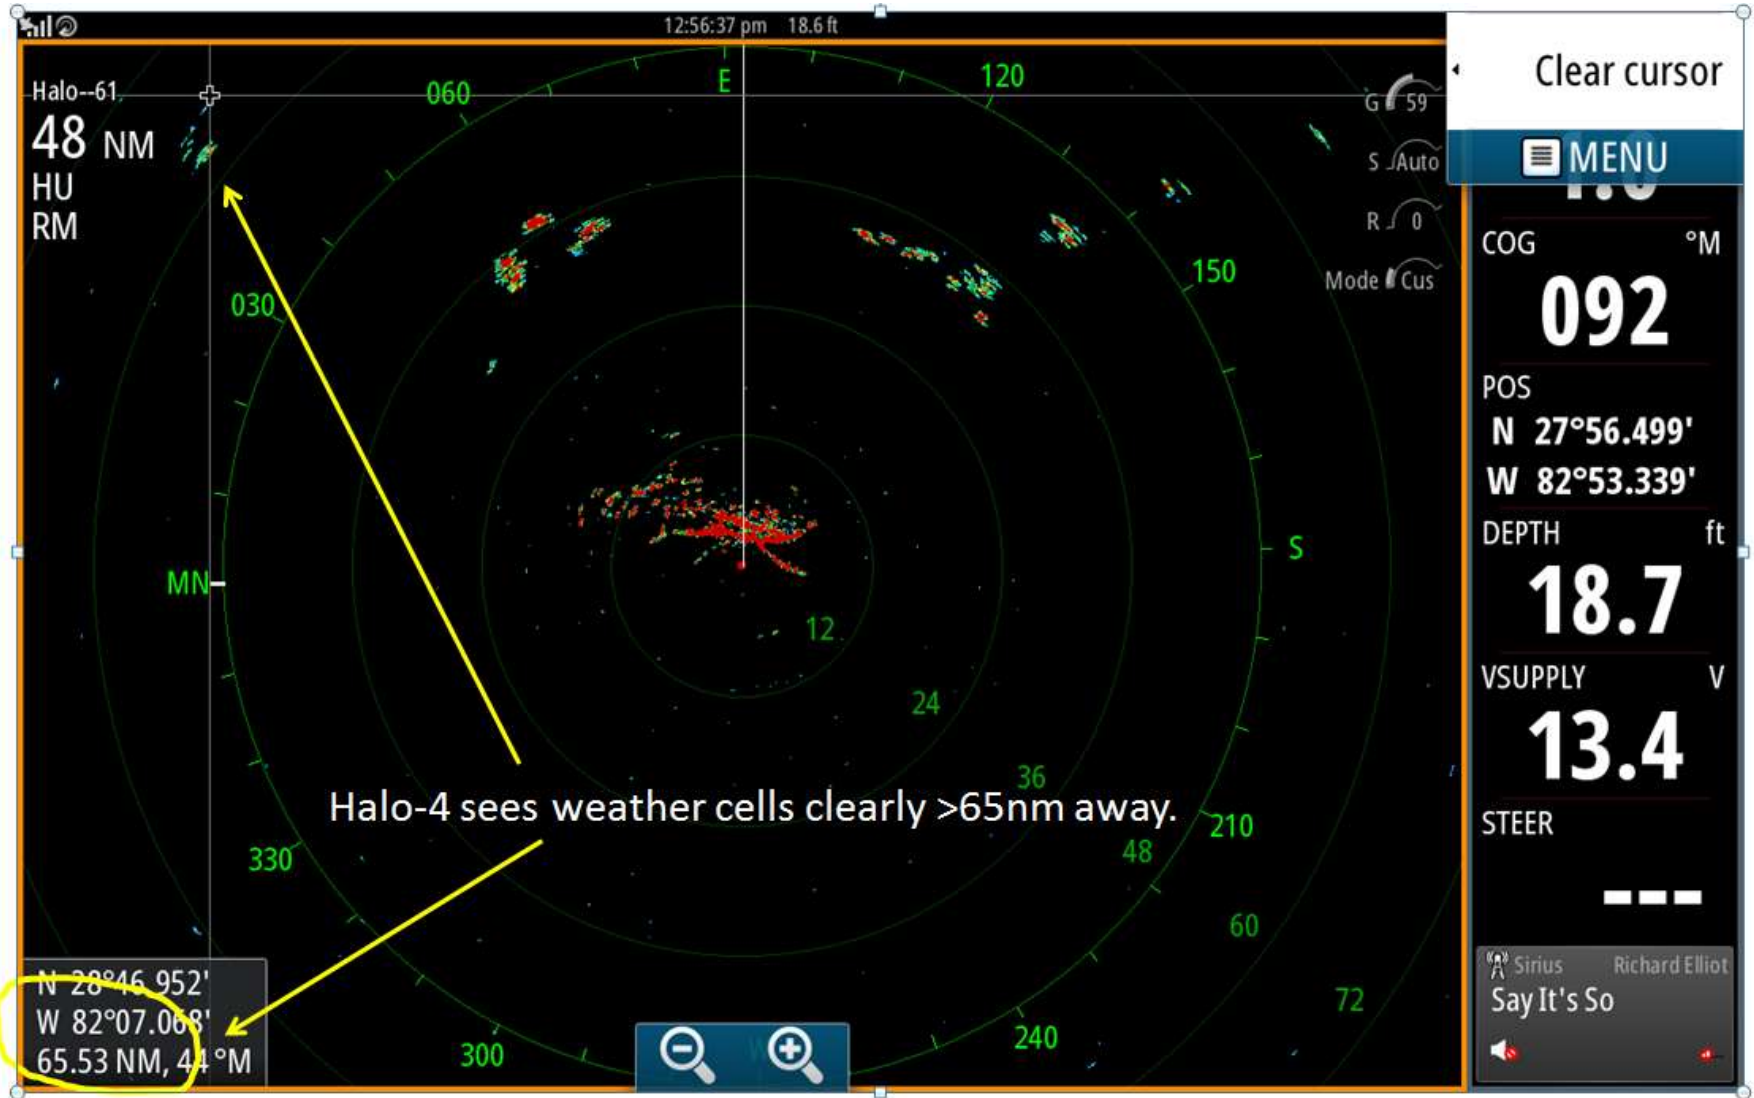 12:56:37 pm 18.6 ft
Clear cursor
MENU
Halo--61
48 NM
HU
RM
060
E
120
G 59
S Auto
R 0
Mode Cus
150
030
MN
S
12
24
36
48
60
72
210
240
300
330
Halo-4 sees weather cells clearly >65nm away.
N 28°46.952'
W 82°07.068'
65.53 NM, 44 °M
COG °M
092
POS
N 27°56.499'
W 82°53.339'
DEPTH ft
18.7
VSUPPLY V
13.4
STEER
---
Sirius Richard Elliot
Say It's So